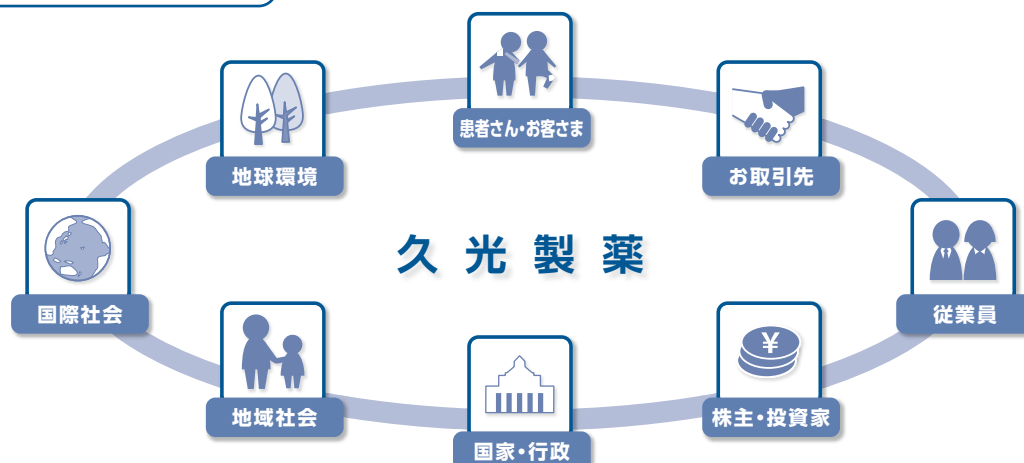 患者さん・お客さま
地球環境
お取引先
久光製薬
国際社会
従業員
¥
地域社会
株主・投資家
国家・行政